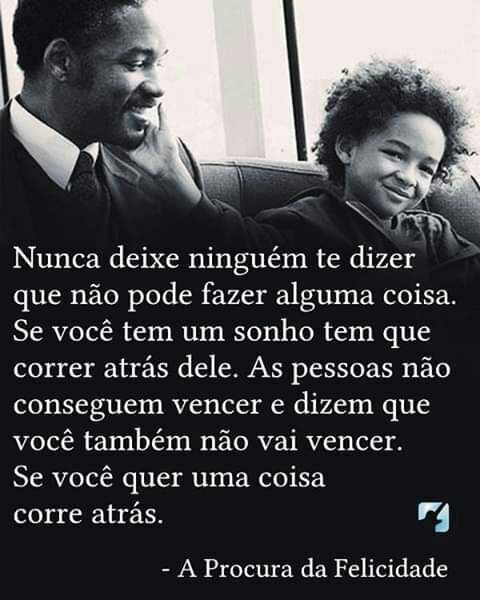 Nunca deixe ninguém te dizer
que não pode fazer alguma coisa.
Se você tem um sonho tem que
correr atrás dele. As pessoas não
conseguem vencer e dizem que
você também não vai vencer.
Se você quer uma coisa
corre atrás.
- A Procura da Felicidade